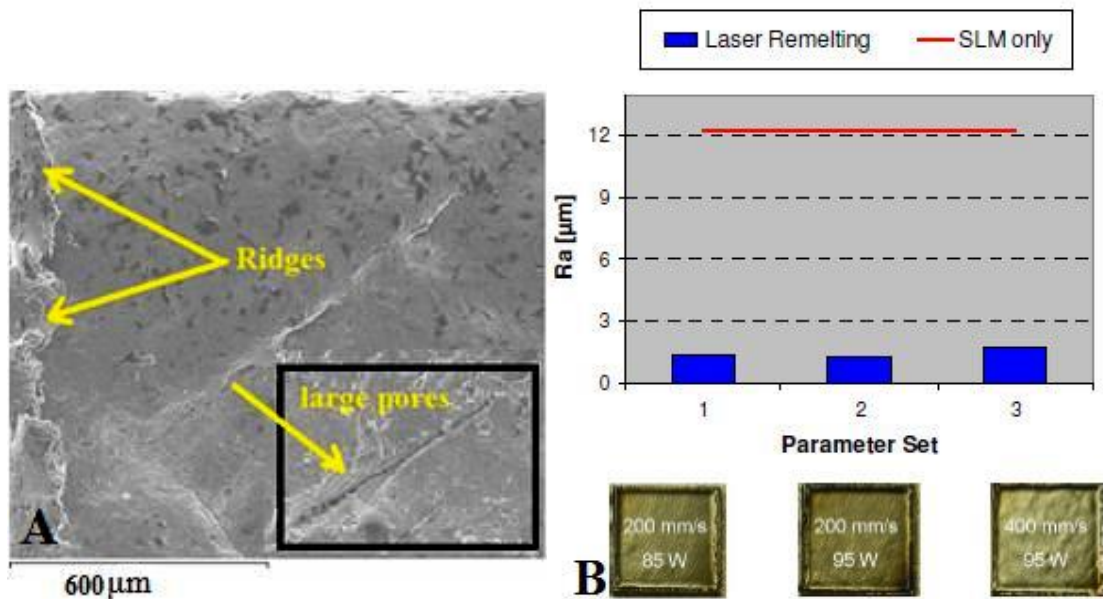 Ridges
large pores
A
600 µm
Laser Remelting
SLM only
Ra [µm]
12
9
6
3
0
1
2
3
Parameter Set
200 mm/s
85 W
200 mm/s
95 W
400 mm/s
95 W
B